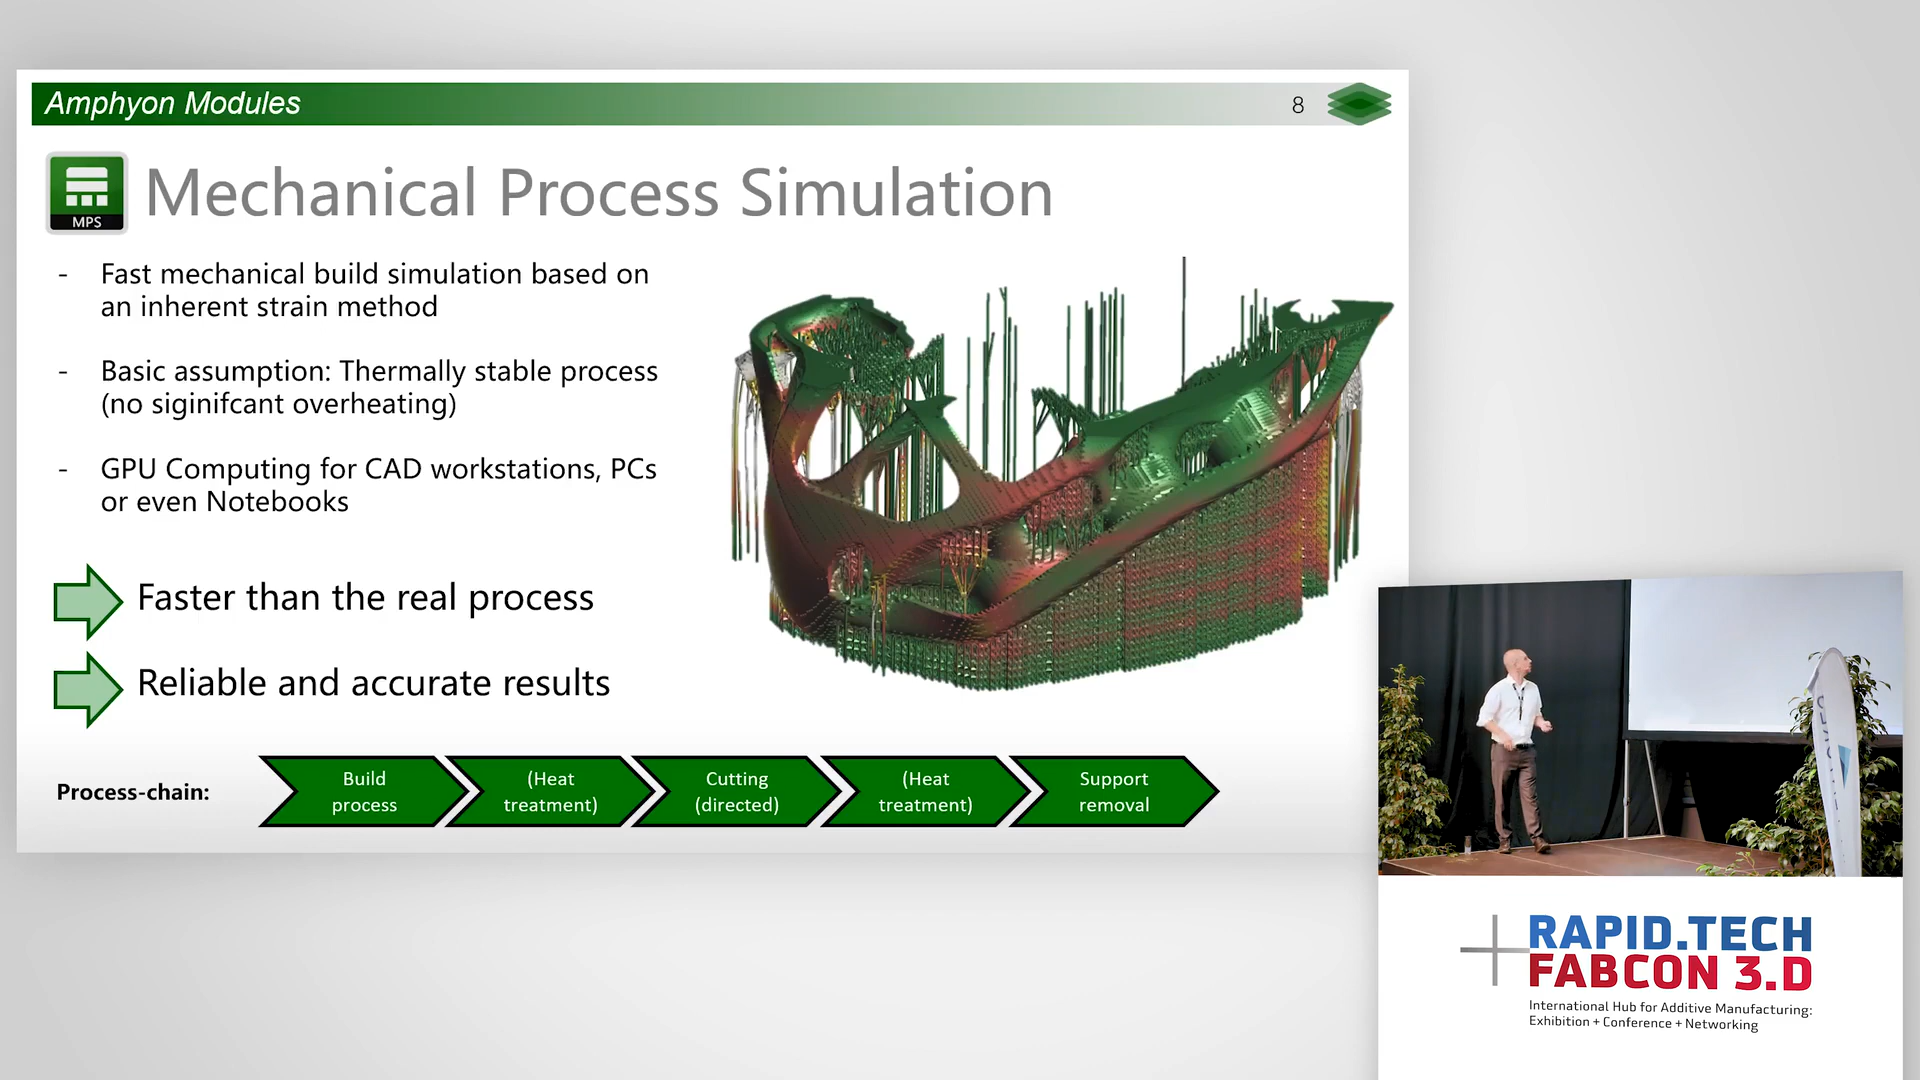 Amphyon Modules
8
MPS
Mechanical Process Simulation
- Fast mechanical build simulation based on
an inherent strain method
- Basic assumption: Thermally stable process
(no siginifcant overheating)
- GPU Computing for CAD workstations, PCs
or even Notebooks
Faster than the real process
Reliable and accurate results
Process-chain:
Build
process
(Heat
treatment)
Cutting
(directed)
(Heat
treatment)
Support
removal
RAPID.TECH
FABCON 3.D
International Hub for Additive Manufacturing:
Exhibition + Conference + Networking